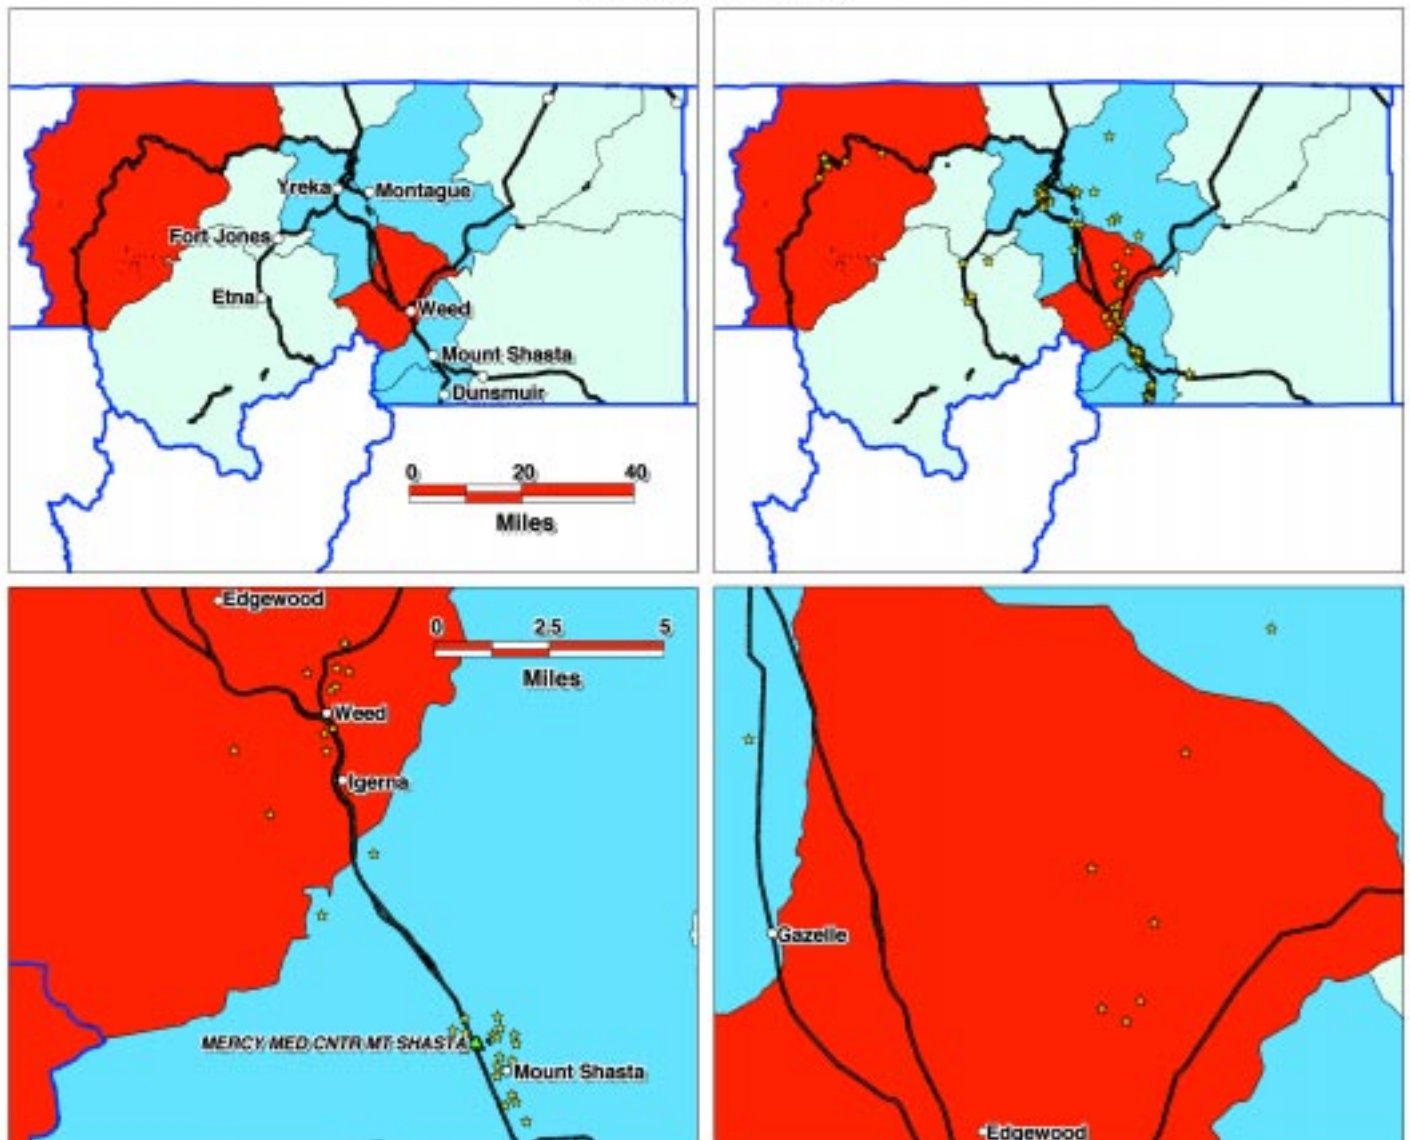 Yreka
Montague
Fort Jones
Etna
Weed
Mount Shasta
Dunsmuir
0 20 40
Miles
Edgewood
0 2.5 5
Miles
Weed
Igerna
MERCY MED CNTR MT SHASTA
Mount Shasta
Gazelle
Edgewood